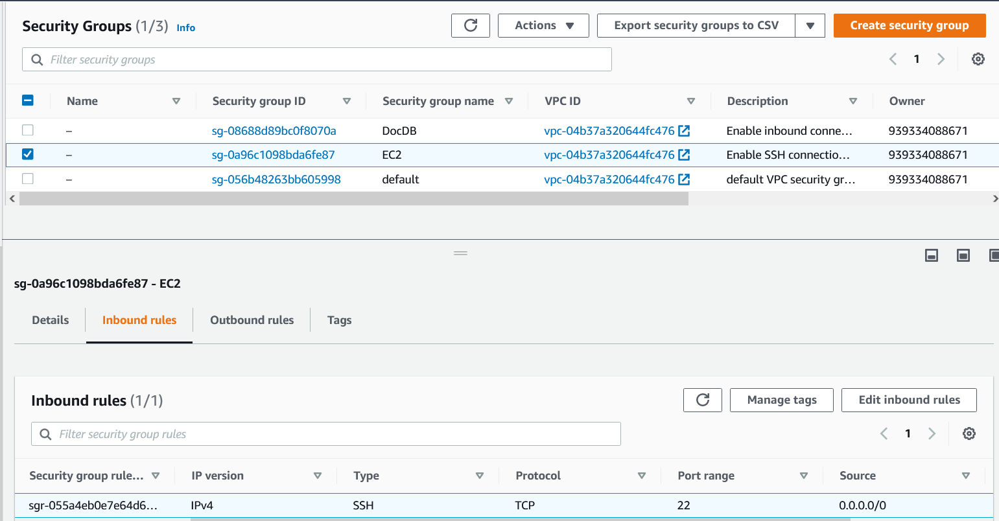 Security Groups (1/3) Info
Actions
Export security groups to CSV
Create security group
Filter security groups
1
Name Security group ID Security group name VPC ID Description Owner
– sg-08688d89bc0f8070a DocDB vpc-04b37a320644fc476 Enable inbound conne... 939334088671
– sg-0a96c1098bda6fe87 EC2 vpc-04b37a320644fc476 Enable SSH connectio... 939334088671
– sg-056b48263bb605998 default vpc-04b37a320644fc476 default VPC security gr... 939334088671
sg-0a96c1098bda6fe87 - EC2
Details Inbound rules Outbound rules Tags
Inbound rules (1/1)
Manage tags
Edit inbound rules
Filter security group rules
1
Security group rule... IP version Type Protocol Port range Source
sgr-055a4eb0e7e64d6... IPv4 SSH TCP 22 0.0.0.0/0